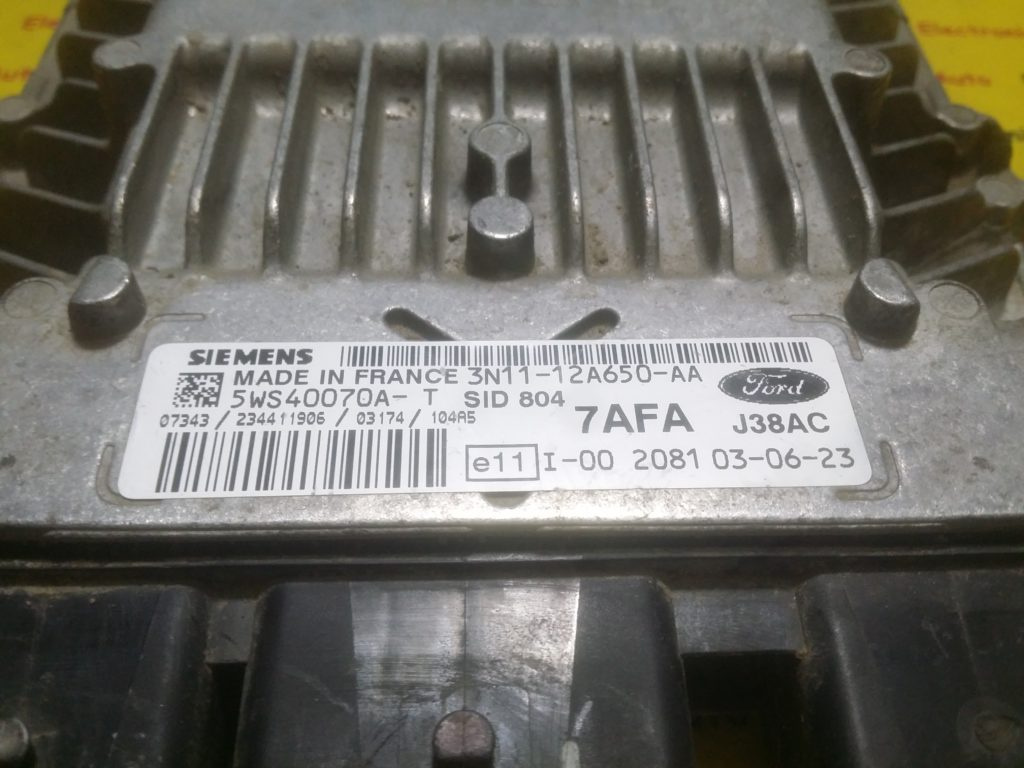 SIEMENS
MADE IN FRANCE 3N11-12A650-AA
Ford
5WS40070A- T SID 804
07343 / 234411906 / 03174 / 104A5
7AFA J38AC
e11 I-00 2081 03-06-23